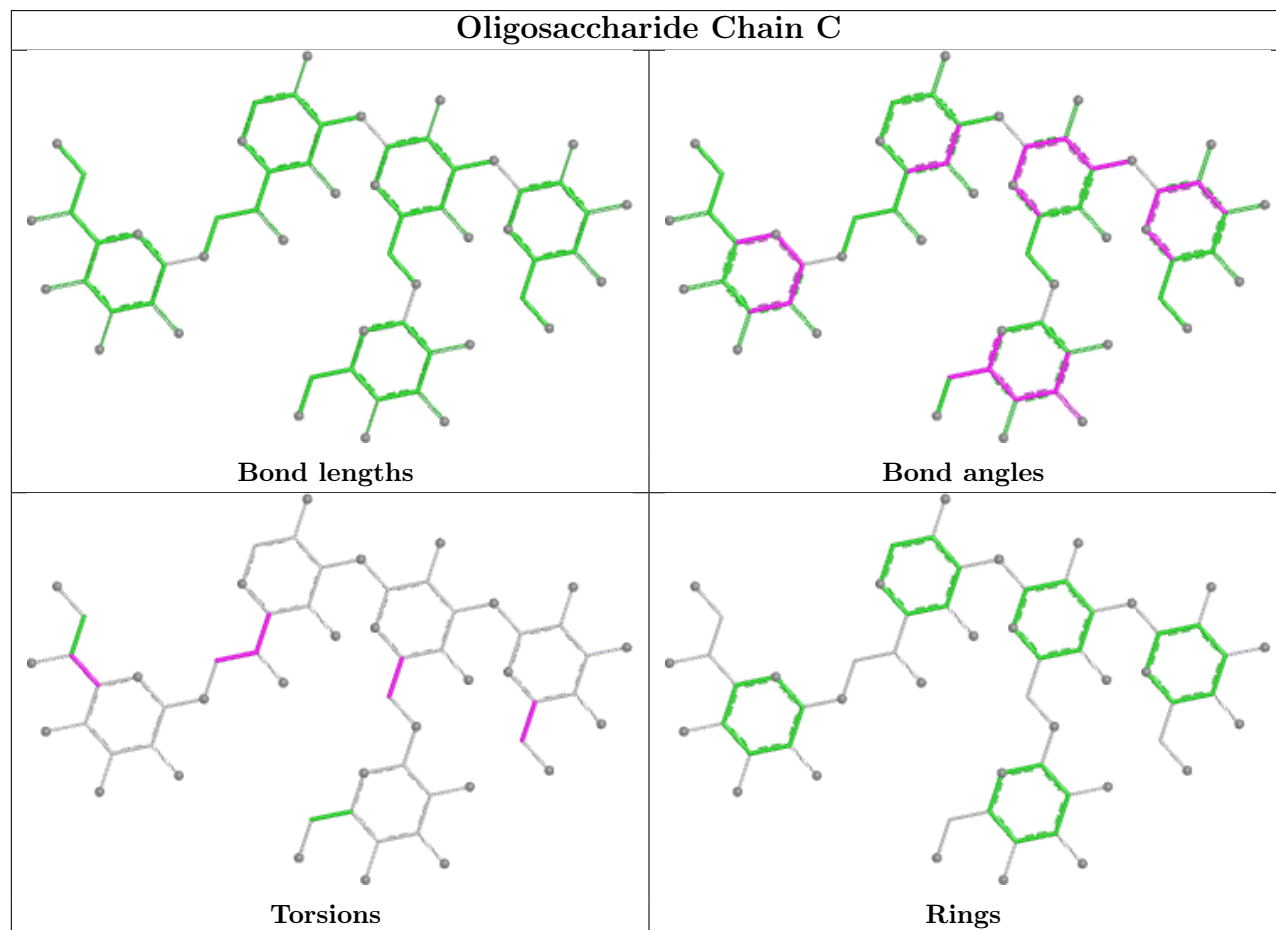 Oligosaccharide Chain C
Bond lengths
Bond angles
Torsions
Rings